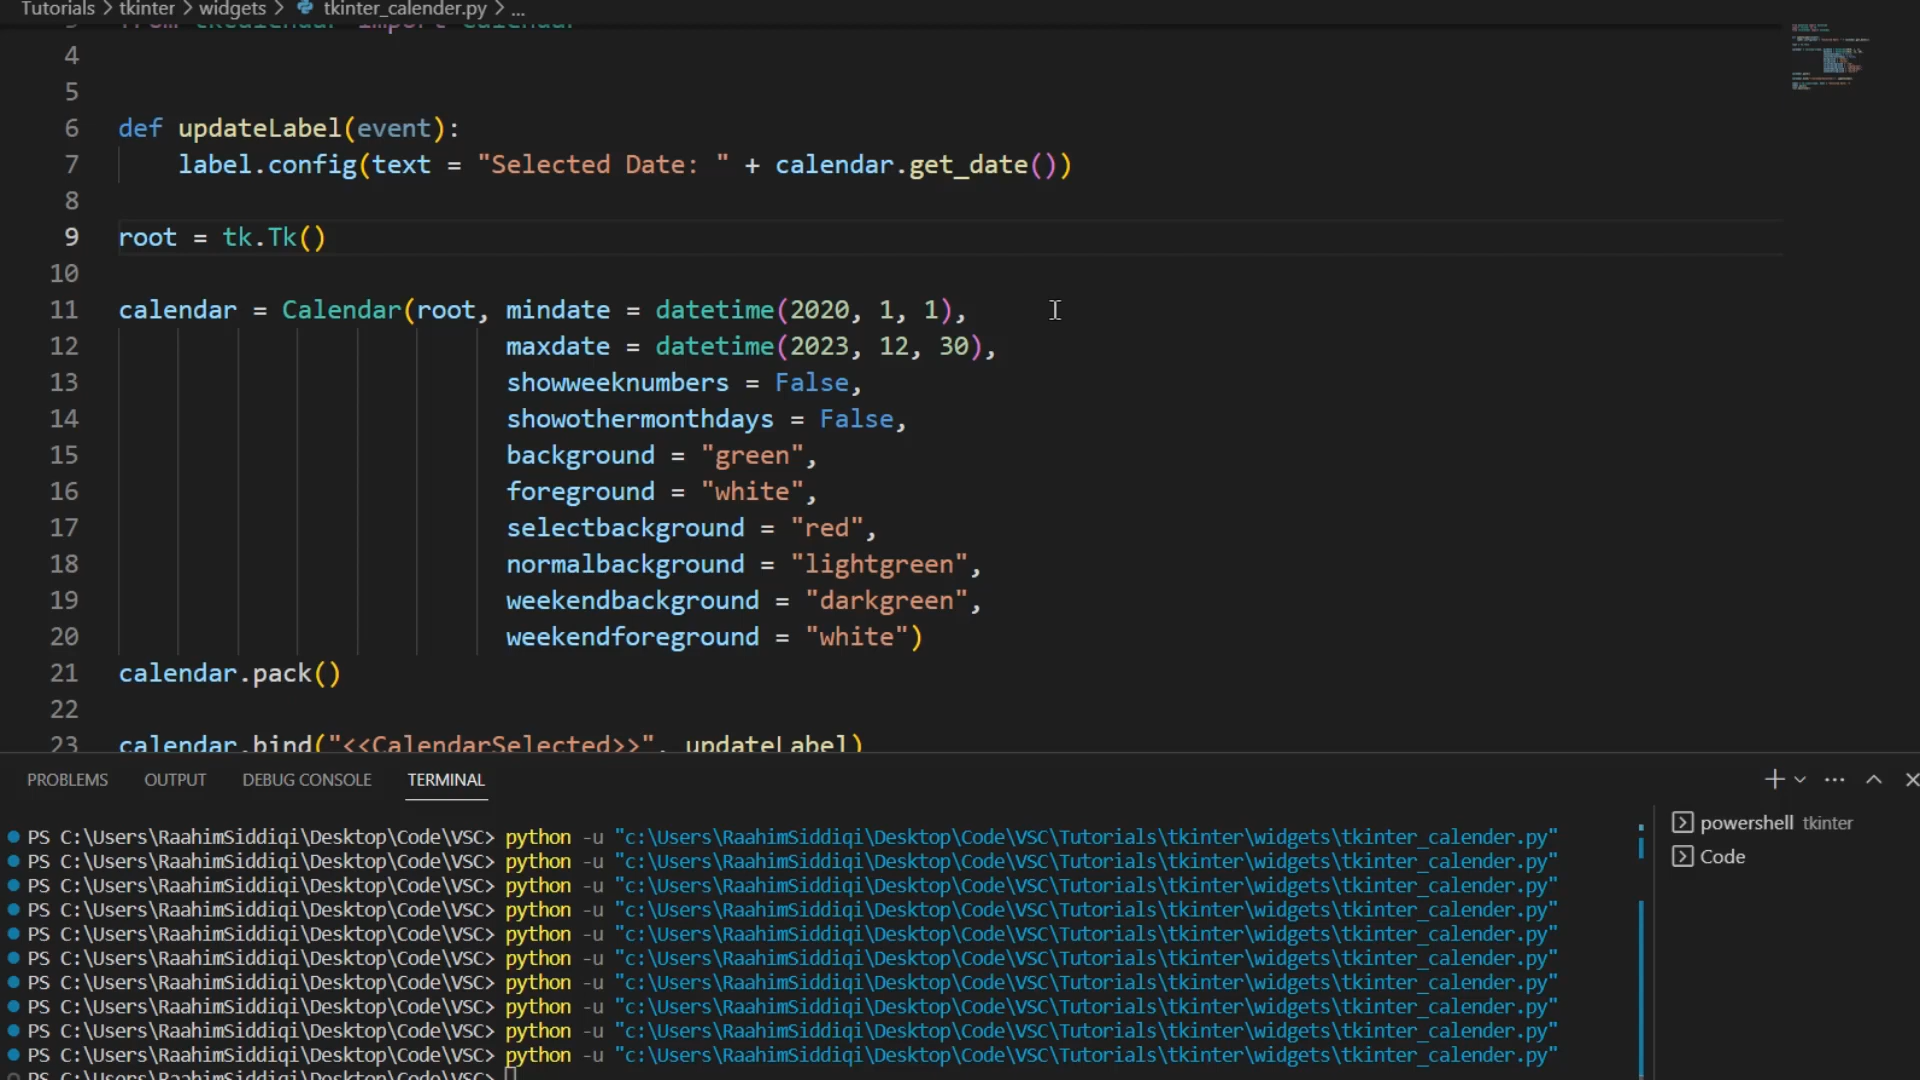 Tutorials > tkinter > widgets > tkinter_calender.py > ...
3 from tkcalendar import Calendar
4
5
6 def updateLabel(event):
7 label.config(text = "Selected Date: " + calendar.get_date())
8
9 root = tk.Tk()
10
11 calendar = Calendar(root, mindate = datetime(2020, 1, 1),
12 maxdate = datetime(2023, 12, 30),
13 showweeknumbers = False,
14 showothermonthdays = False,
15 background = "green",
16 foreground = "white",
17 selectbackground = "red",
18 normalbackground = "lightgreen",
19 weekendbackground = "darkgreen",
20 weekendforeground = "white")
21 calendar.pack()
22
23 calendar.bind("<<CalendarSelected>>", updateLabel)
PROBLEMS OUTPUT DEBUG CONSOLE TERMINAL
PS C:\Users\RaahimSiddiqi\Desktop\Code\VSC> python -u "c:\Users\RaahimSiddiqi\Desktop\Code\VSC\Tutorials\tkinter\widgets\tkinter_calender.py"
PS C:\Users\RaahimSiddiqi\Desktop\Code\VSC> python -u "c:\Users\RaahimSiddiqi\Desktop\Code\VSC\Tutorials\tkinter\widgets\tkinter_calender.py"
PS C:\Users\RaahimSiddiqi\Desktop\Code\VSC> python -u "c:\Users\RaahimSiddiqi\Desktop\Code\VSC\Tutorials\tkinter\widgets\tkinter_calender.py"
PS C:\Users\RaahimSiddiqi\Desktop\Code\VSC> python -u "c:\Users\RaahimSiddiqi\Desktop\Code\VSC\Tutorials\tkinter\widgets\tkinter_calender.py"
PS C:\Users\RaahimSiddiqi\Desktop\Code\VSC> python -u "c:\Users\RaahimSiddiqi\Desktop\Code\VSC\Tutorials\tkinter\widgets\tkinter_calender.py"
PS C:\Users\RaahimSiddiqi\Desktop\Code\VSC> python -u "c:\Users\RaahimSiddiqi\Desktop\Code\VSC\Tutorials\tkinter\widgets\tkinter_calender.py"
PS C:\Users\RaahimSiddiqi\Desktop\Code\VSC> python -u "c:\Users\RaahimSiddiqi\Desktop\Code\VSC\Tutorials\tkinter\widgets\tkinter_calender.py"
PS C:\Users\RaahimSiddiqi\Desktop\Code\VSC> python -u "c:\Users\RaahimSiddiqi\Desktop\Code\VSC\Tutorials\tkinter\widgets\tkinter_calender.py"
PS C:\Users\RaahimSiddiqi\Desktop\Code\VSC> python -u "c:\Users\RaahimSiddiqi\Desktop\Code\VSC\Tutorials\tkinter\widgets\tkinter_calender.py"
PS C:\Users\RaahimSiddiqi\Desktop\Code\VSC> python -u "c:\Users\RaahimSiddiqi\Desktop\Code\VSC\Tutorials\tkinter\widgets\tkinter_calender.py"
PS C:\Users\RaahimSiddiqi\Desktop\Code\VSC>
powershell tkinter
Code